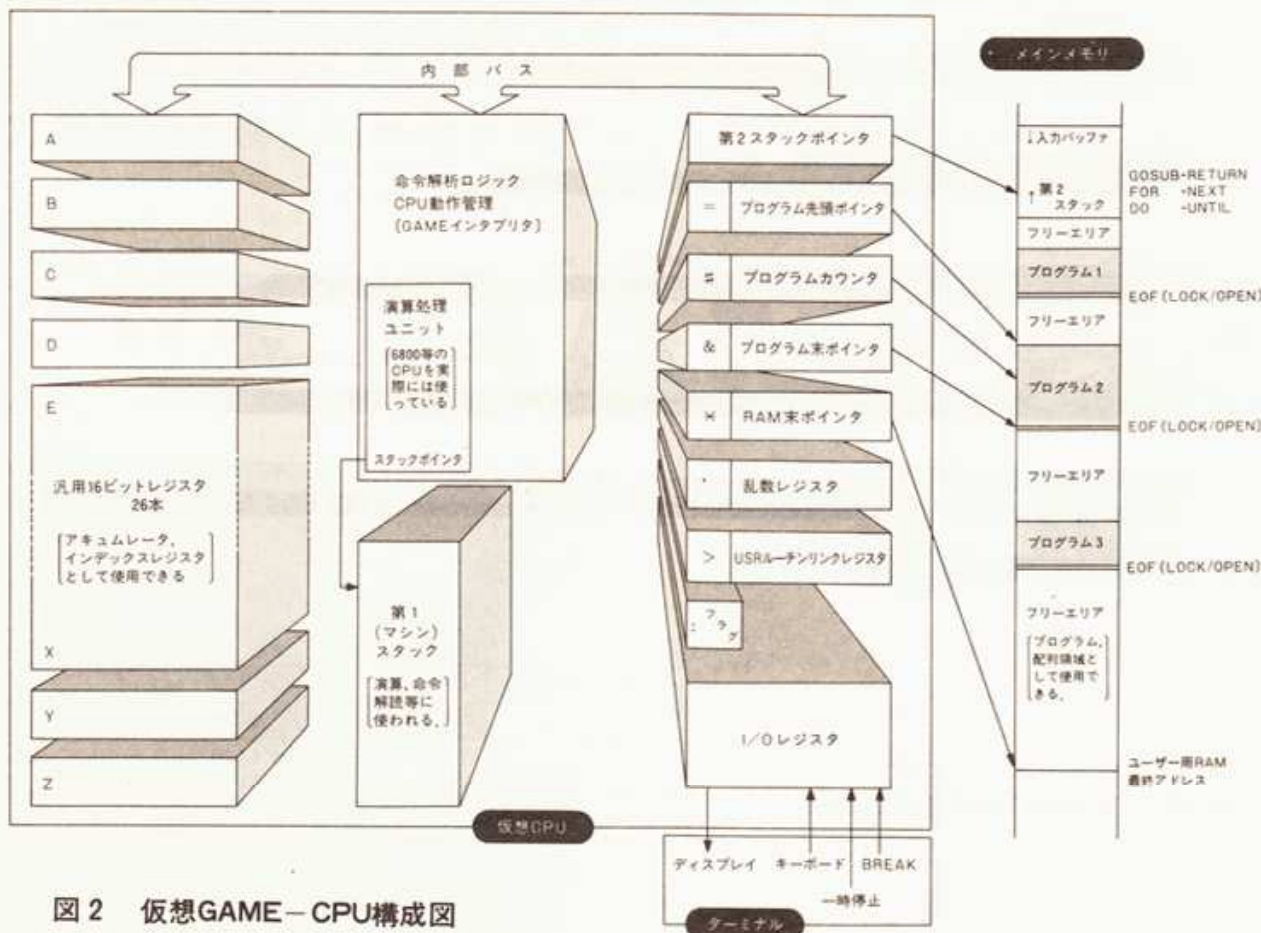 内部バス
A
B
C
D
E
汎用16ビットレジスタ
26本
アキュムレータ、
インデックスレジスタ
として使用できる
X
Y
Z
命令解析ロジック
CPU動作管理
(GAMEインタプリタ)
演算処理
ユニット
6800等の
CPUを実
際には使
っている
スタックポインタ
第1
(マシン)
スタック
演算、命令
解読等に
使われる。
第2スタックポインタ
= プログラム先頭ポインタ
プログラムカウンタ
& プログラム末ポインタ
RAM末ポインタ
乱数レジスタ
> USRルーチンリンクレジスタ
フラグ
I/Oレジスタ
仮想CPU
ディスプレイ キーボード BREAK
一時停止
ターミナル
メインメモリ
↓入力バッファ
↑第2
スタック
GOSUB-RETURN
FOR -NEXT
DO -UNTIL
フリーエリア
プログラム1
EOF(LOCK/OPEN)
フリーエリア
プログラム2
EOF(LOCK/OPEN)
フリーエリア
プログラム3
EOF(LOCK/OPEN)
フリーエリア
プログラム、
配列領域と
して使用で
きる。
ユーザー用RAM
最終アドレス
図2 仮想GAME-CPU構成図